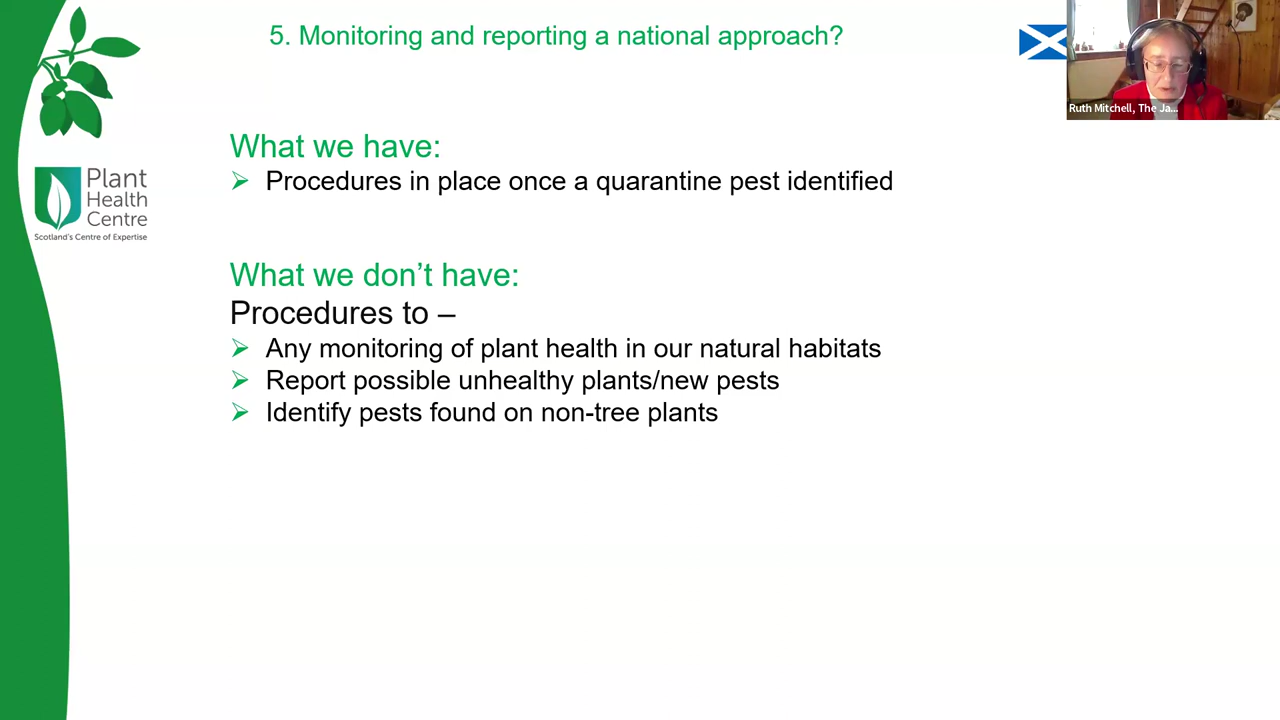 5. Monitoring and reporting a national approach?
Ruth Mitchell, The Ja...
What we have:
➢ Procedures in place once a quarantine pest identified
Plant
Health
Centre
Scotland's Centre of Expertise
What we don’t have:
Procedures to –
➢ Any monitoring of plant health in our natural habitats
➢ Report possible unhealthy plants/new pests
➢ Identify pests found on non-tree plants